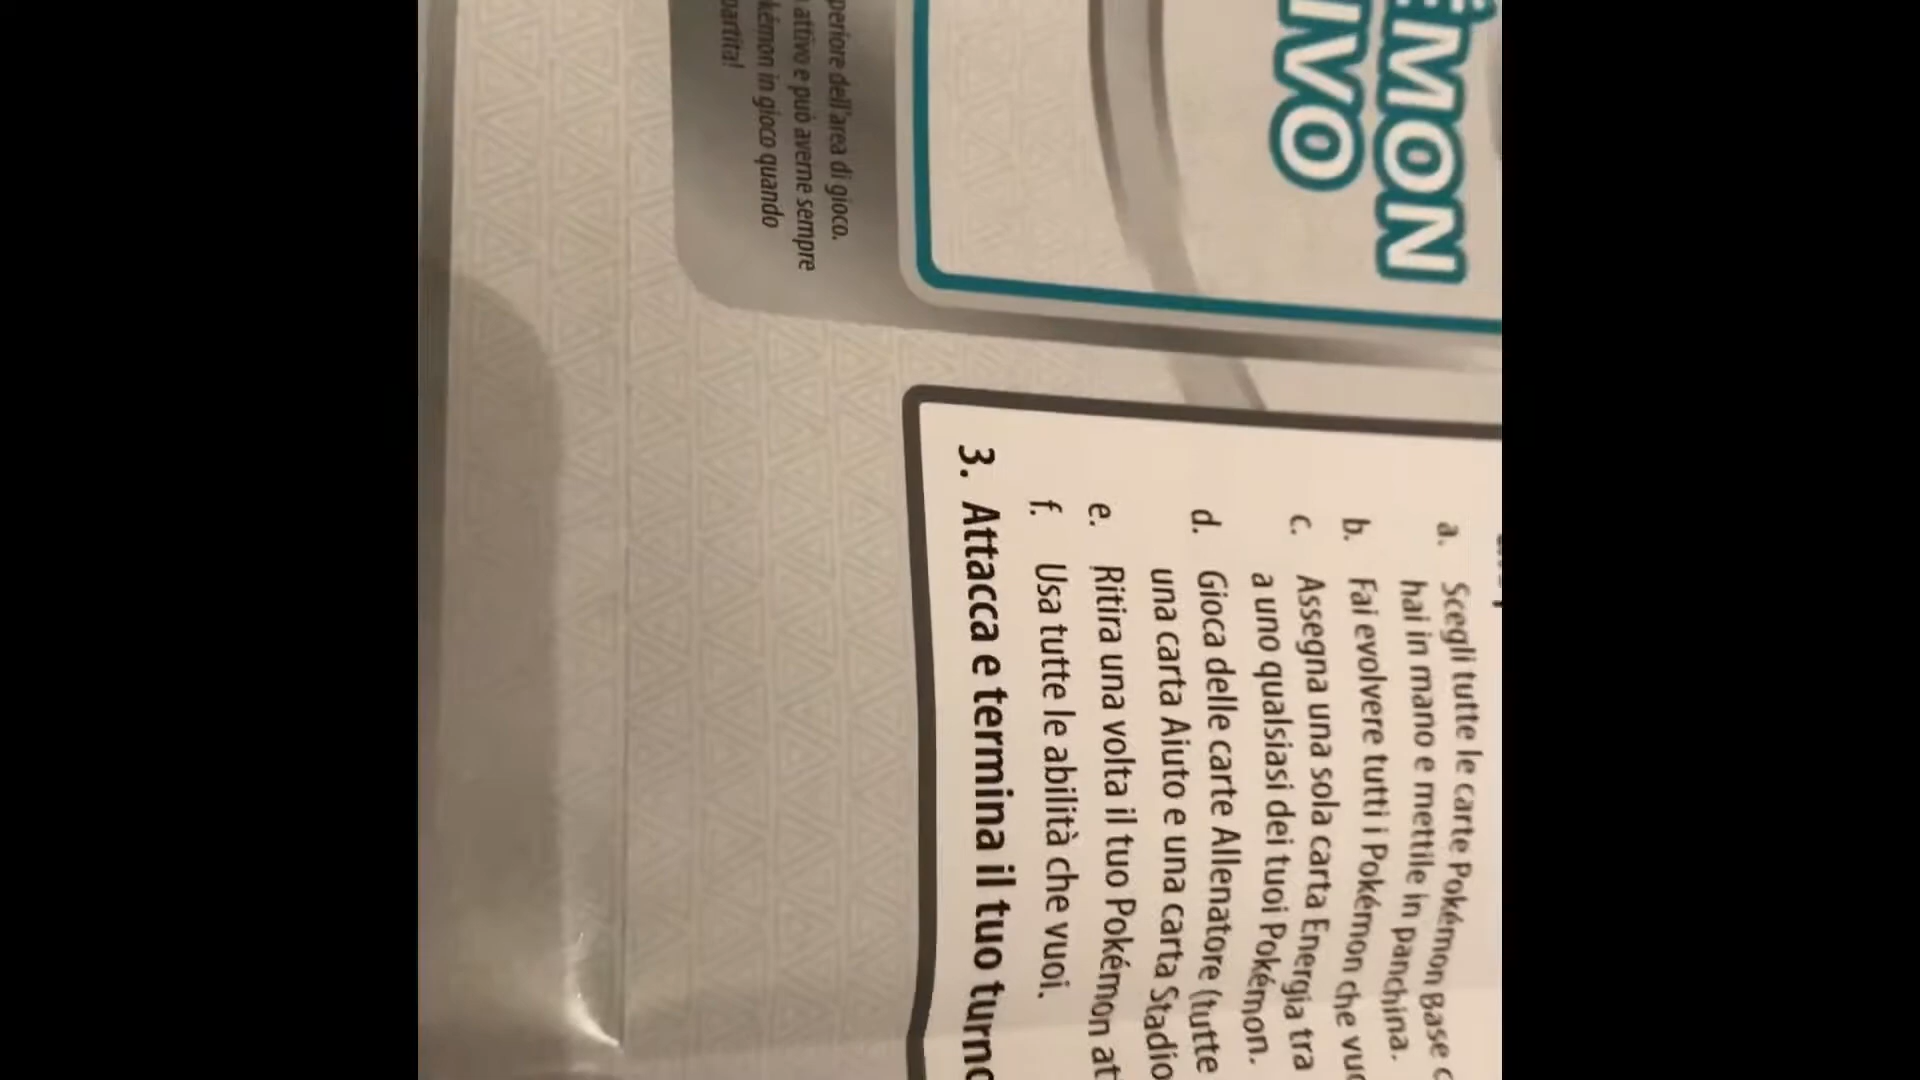 ÉMON
IVO
periore dell'area di gioco.
attivo e può averne sempre
kémon in gioco quando
partita!
a. Scegli tutte le carte Pokémon Base c
hai in mano e mettile in panchina.
b. Fai evolvere tutti i Pokémon che vuo
c. Assegna una sola carta Energia tra
a uno qualsiasi dei tuoi Pokémon.
d. Gioca delle carte Allenatore (tutte
una carta Aiuto e una carta Stadio
e. Ritira una volta il tuo Pokémon at
f. Usa tutte le abilità che vuoi.
3. Attacca e termina il tuo turno